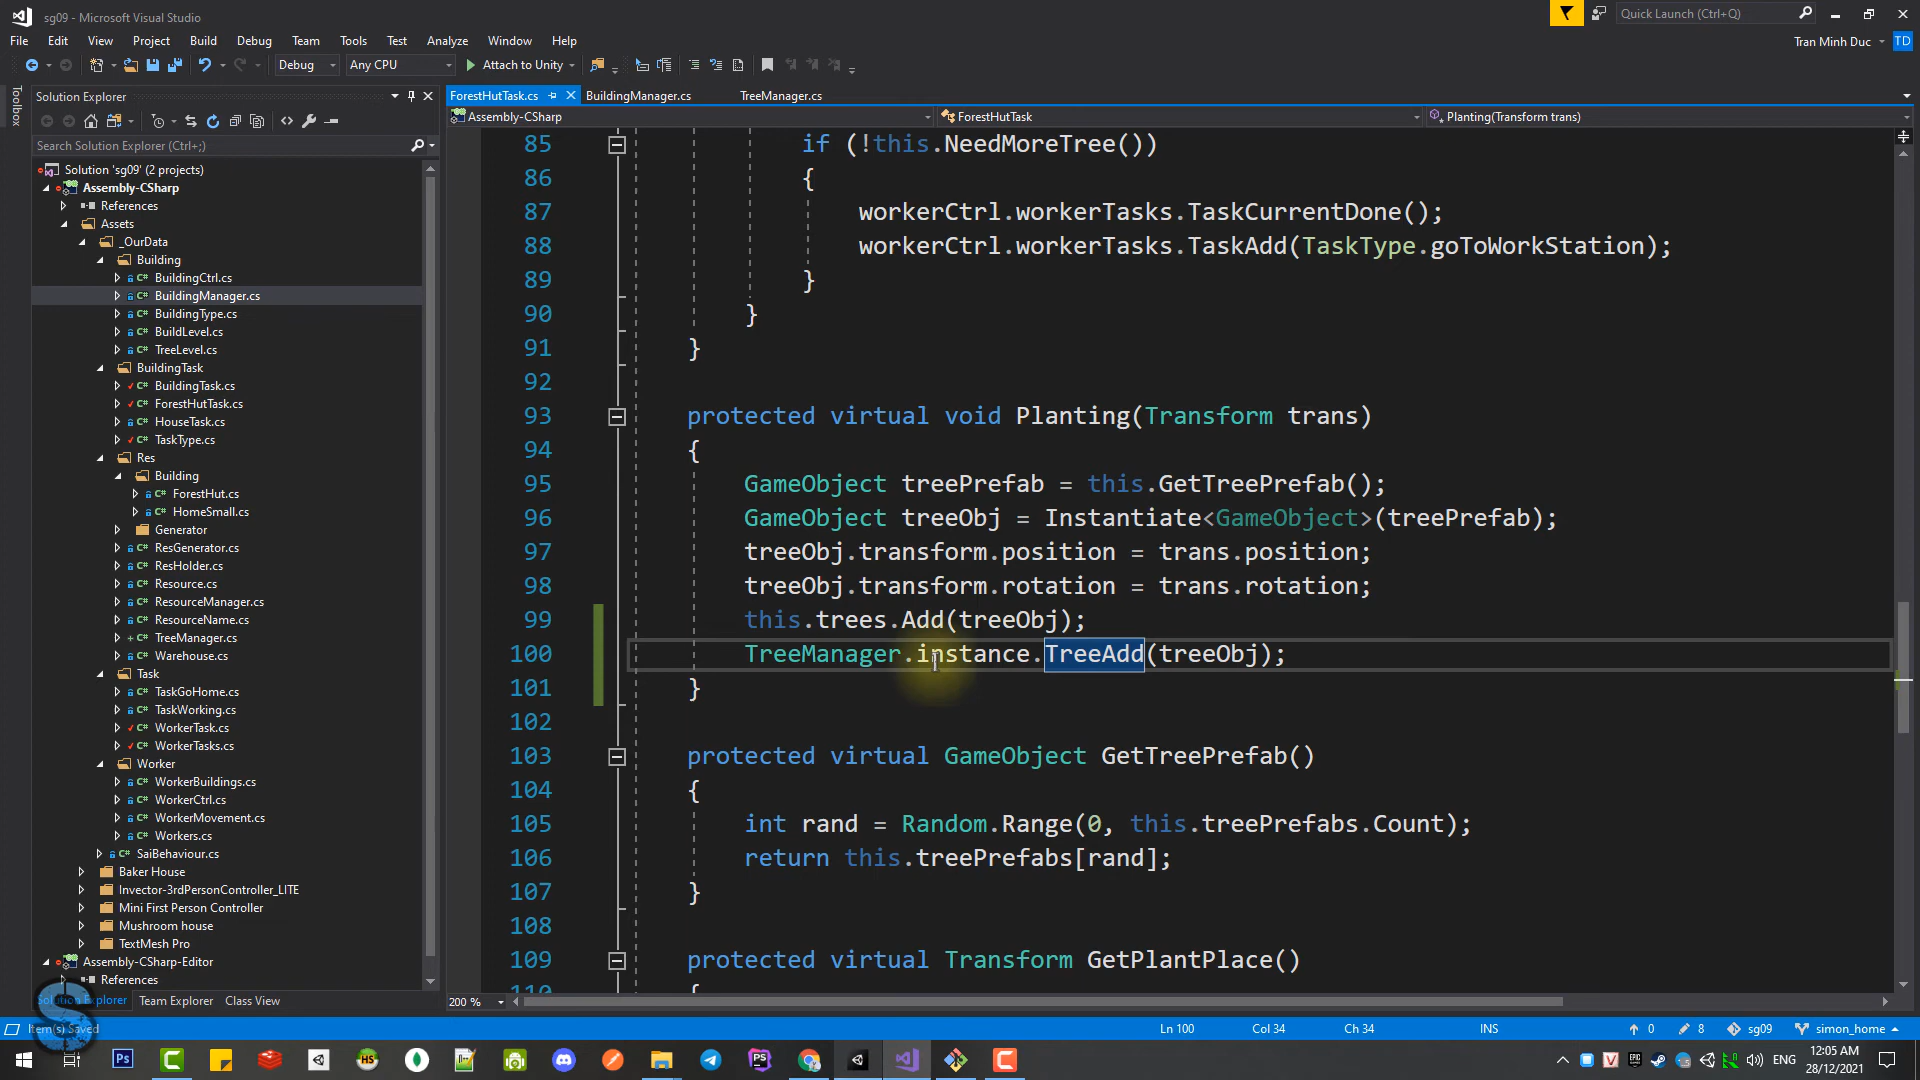 sg09 - Microsoft Visual Studio
Quick Launch (Ctrl+Q)
File Edit View Project Build Debug Team Tools Test Analyze Window Help
Tran Minh Duc
TD
Debug
Any CPU
Attach to Unity
Toolbox
Solution Explorer
ForestHutTask.cs
BuildingManager.cs
TreeManager.cs
Assembly-CSharp
ForestHutTask
Planting(Transform trans)
Search Solution Explorer (Ctrl+;)
Solution 'sg09' (2 projects)
Assembly-CSharp
References
Assets
_OurData
Building
BuildingCtrl.cs
BuildingManager.cs
BuildingType.cs
BuildLevel.cs
TreeLevel.cs
BuildingTask
BuildingTask.cs
ForestHutTask.cs
HouseTask.cs
TaskType.cs
Res
Building
ForestHut.cs
HomeSmall.cs
Generator
ResGenerator.cs
ResHolder.cs
Resource.cs
ResourceManager.cs
ResourceName.cs
TreeManager.cs
Warehouse.cs
Task
TaskGoHome.cs
TaskWorking.cs
WorkerTask.cs
WorkerTasks.cs
Worker
WorkerBuildings.cs
WorkerCtrl.cs
WorkerMovement.cs
Workers.cs
SaiBehaviour.cs
Baker House
Invector-3rdPersonController_LITE
Mini First Person Controller
Mushroom house
TextMesh Pro
Assembly-CSharp-Editor
References
Solution Explorer Team Explorer Class View
85 if (!this.NeedMoreTree())
86 {
87 workerCtrl.workerTasks.TaskCurrentDone();
88 workerCtrl.workerTasks.TaskAdd(TaskType.goToWorkStation);
89 }
90 }
91 }
92
93 protected virtual void Planting(Transform trans)
94 {
95 GameObject treePrefab = this.GetTreePrefab();
96 GameObject treeObj = Instantiate<GameObject>(treePrefab);
97 treeObj.transform.position = trans.position;
98 treeObj.transform.rotation = trans.rotation;
99 this.trees.Add(treeObj);
100 TreeManager.instance.TreeAdd(treeObj);
101 }
102
103 protected virtual GameObject GetTreePrefab()
104 {
105 int rand = Random.Range(0, this.treePrefabs.Count);
106 return this.treePrefabs[rand];
107 }
108
109 protected virtual Transform GetPlantPlace()
110 {
200 %
Item(s) Saved
Ln 100 Col 34 Ch 34 INS
0 8 sg09 simon_home
ENG
12:05 AM
28/12/2021